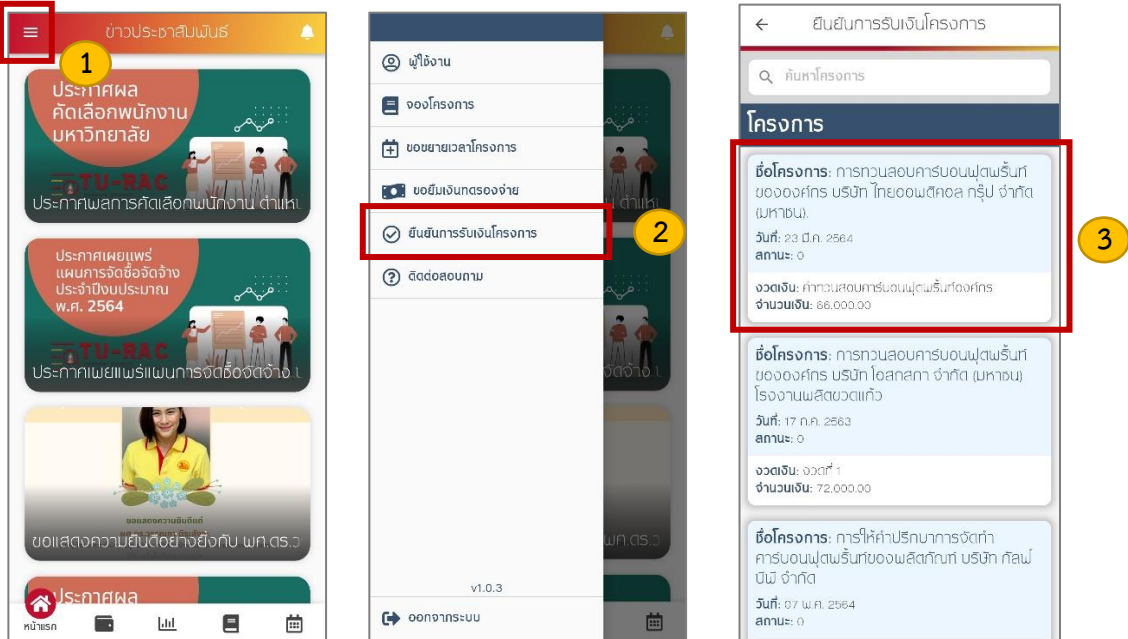 ข่าวประชาสัมพันธ์
1
ประกาศผล
คัดเลือกพนักงาน
มหาวิทยาลัย
TU-RAC
ประกาศผลการคัดเลือกพนักงาน ตำแหน
ประกาศเผยแพร่
แผนการจัดซื้อจัดจ้าง
ประจำปีงบประมาณ
พ.ศ. 2564
TU-RAC
ประกาศเผยแพร่แผนการจัดซื้อจัดจ้าง
ขอแสดงความยินดีแด่
ขอแสดงความยินดีอย่างยิ่งกับ ผศ.ดร.ว
ประกาศผล
หน้าแรก
ผู้ใช้งาน
จองโครงการ
ขอขยายเวลาโครงการ
ขอยืมเงินทดรองจ่าย
ยืนยันการรับเงินโครงการ
2
ติดต่อสอบถาม
v1.0.3
ออกจากระบบ
ยืนยันการรับเงินโครงการ
ค้นหาโครงการ
โครงการ
ชื่อโครงการ: การทวนสอบคาร์บอนฟุตพริ้นท์
ขององค์กร บริษัท ไทยออพติคอล กรุ๊ป จำกัด
(มหาชน).
วันที่: 23 มี.ค. 2564
สถานะ: 0
งวดเงิน: ค่าทวนสอบคาร์บอนฟุตพริ้นท์องค์กร
จำนวนเงิน: 66,000.00
3
ชื่อโครงการ: การทวนสอบคาร์บอนฟุตพริ้นท์
ขององค์กร บริษัท โอสถสภา จำกัด (มหาชน)
โรงงานผลิตขวดแก้ว
วันที่: 17 ก.ค. 2563
สถานะ: 0
งวดเงิน: งวดที่ 1
จำนวนเงิน: 72,000.00
ชื่อโครงการ: การให้คำปรึกษาการจัดทำ
คาร์บอนฟุตพริ้นท์ของผลิตภัณฑ์ บริษัท กัลฟ์
บีพี จำกัด
วันที่: 07 พ.ค. 2564
สถานะ: 0